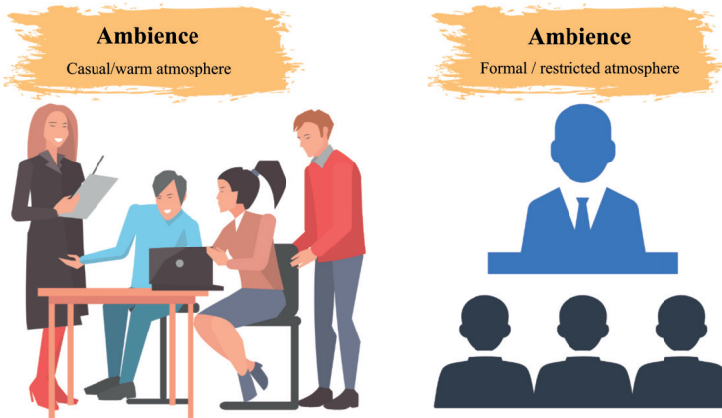 Ambience
Casual/warm atmosphere
Ambience
Formal / restricted atmosphere